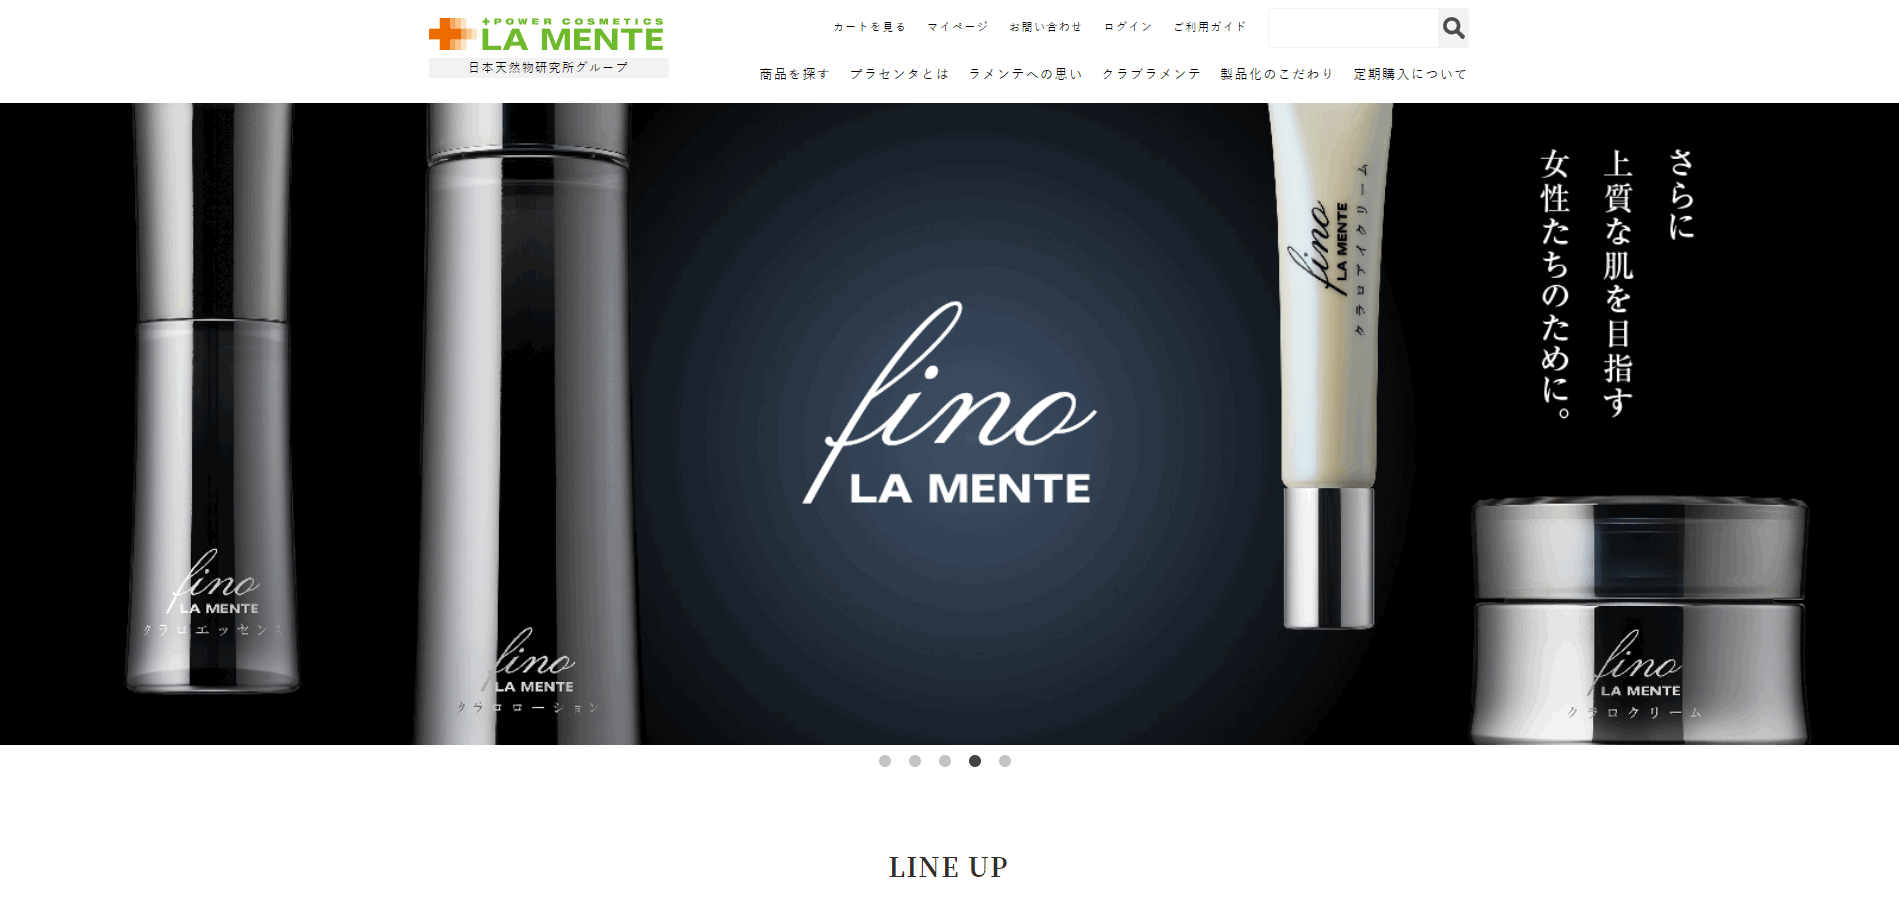 +POWER COSMETICS
LA MENTE
日本天然物研究所グループ
カートを見る マイページ お問い合わせ ログイン ご利用ガイド
商品を探す プラセンタとは ラメンテへの思い クラブラメンテ 製品化のこだわり 定期購入について
さらに
上質な肌を目指す
女性たちのために。
fino
LA MENTE
クラロアイクリーム
fino
LA MENTE
fino
LA MENTE
クラロエッセンス
fino
LA MENTE
クラロローション
fino
LA MENTE
クラロクリーム
LINE UP